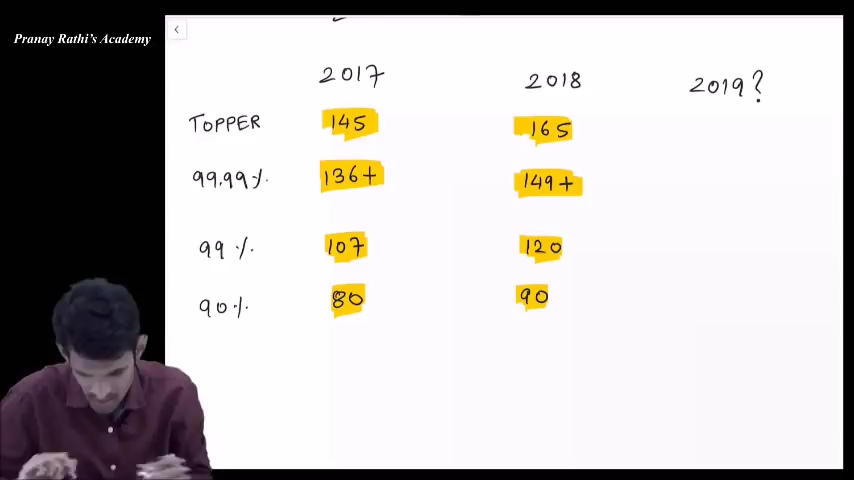 Pranay Rathi's Academy
2017 2018 2019?
TOPPER 145 165
99.99% 136+ 149+
99% 107 120
90% 80 90